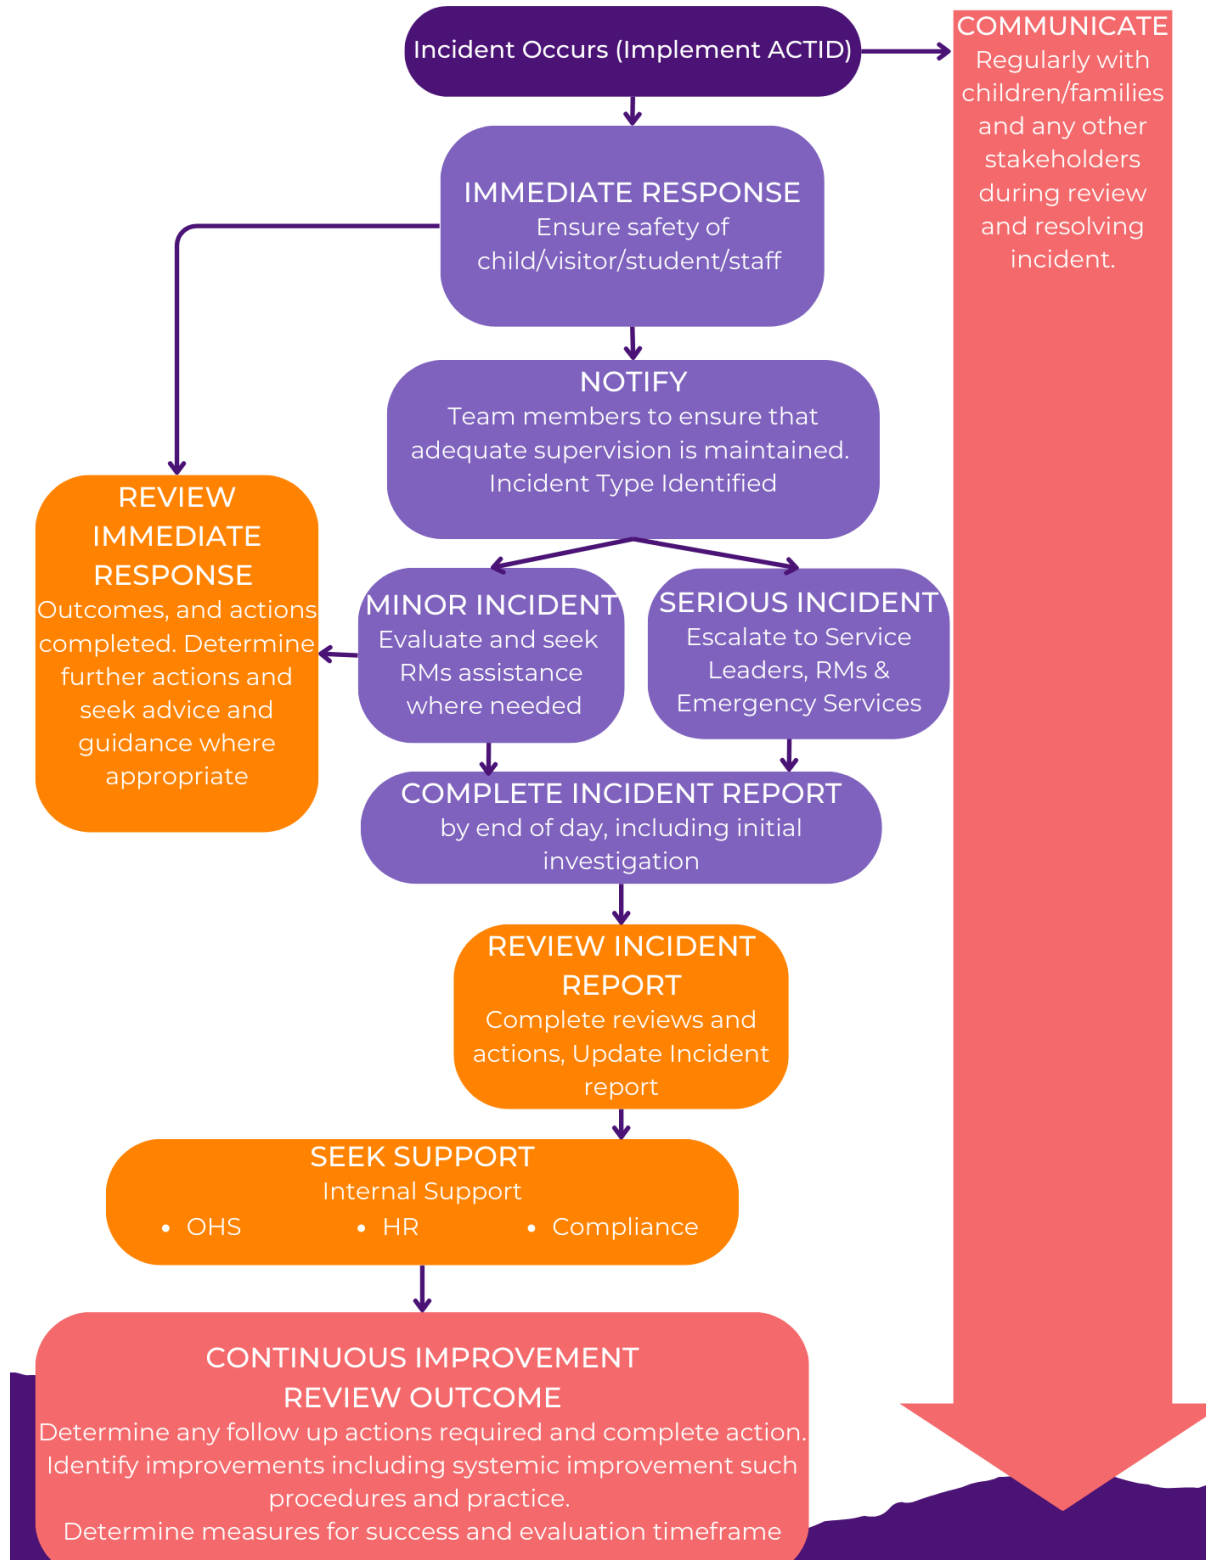 Incident Occurs (Implement ACTID)
COMMUNICATE
Regularly with
children/families
and any other
stakeholders
during review
and resolving
incident.
IMMEDIATE RESPONSE
Ensure safety of
child/visitor/student/staff
NOTIFY
Team members to ensure that
adequate supervision is maintained.
Incident Type Identified
REVIEW
IMMEDIATE
RESPONSE
Outcomes, and actions
completed. Determine
further actions and
seek advice and
guidance where
appropriate
MINOR INCIDENT
Evaluate and seek
RMs assistance
where needed
SERIOUS INCIDENT
Escalate to Service
Leaders, RMs &
Emergency Services
COMPLETE INCIDENT REPORT
by end of day, including initial
investigation
REVIEW INCIDENT
REPORT
Complete reviews and
actions, Update Incident
report
SEEK SUPPORT
Internal Support
• OHS • HR • Compliance
CONTINUOUS IMPROVEMENT
REVIEW OUTCOME
Determine any follow up actions required and complete action.
Identify improvements including systemic improvement such
procedures and practice.
Determine measures for success and evaluation timeframe